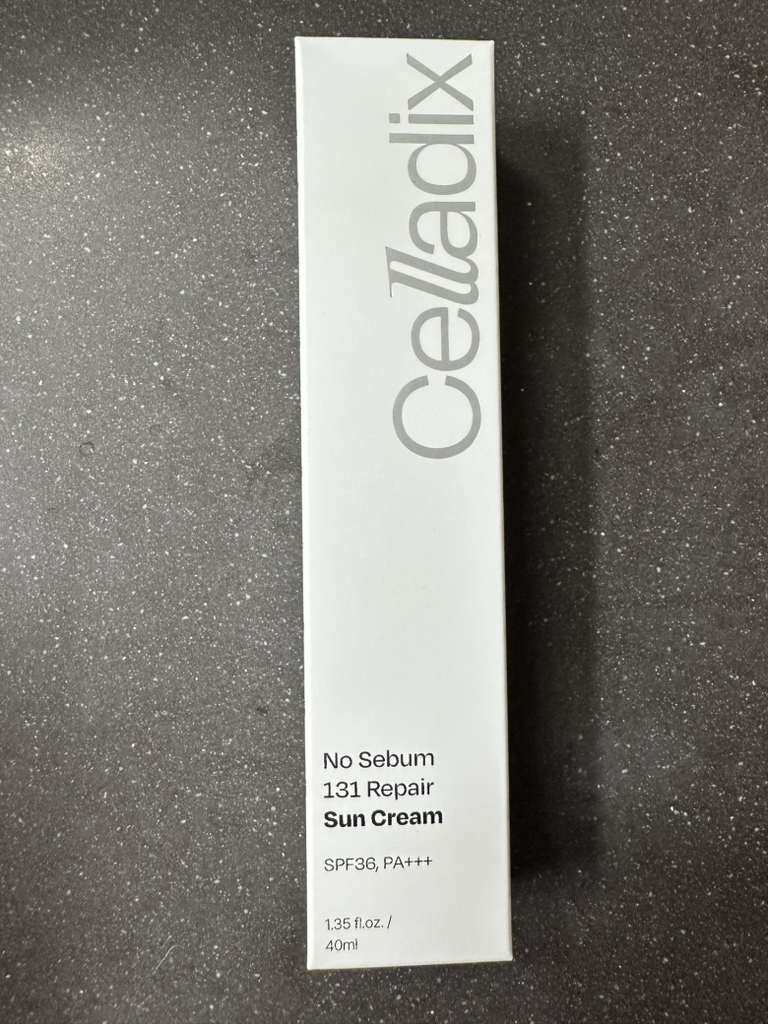 Celladix
No Sebum
131 Repair
Sun Cream
SPF36, PA+++
1.35 fl.oz. /
40ml